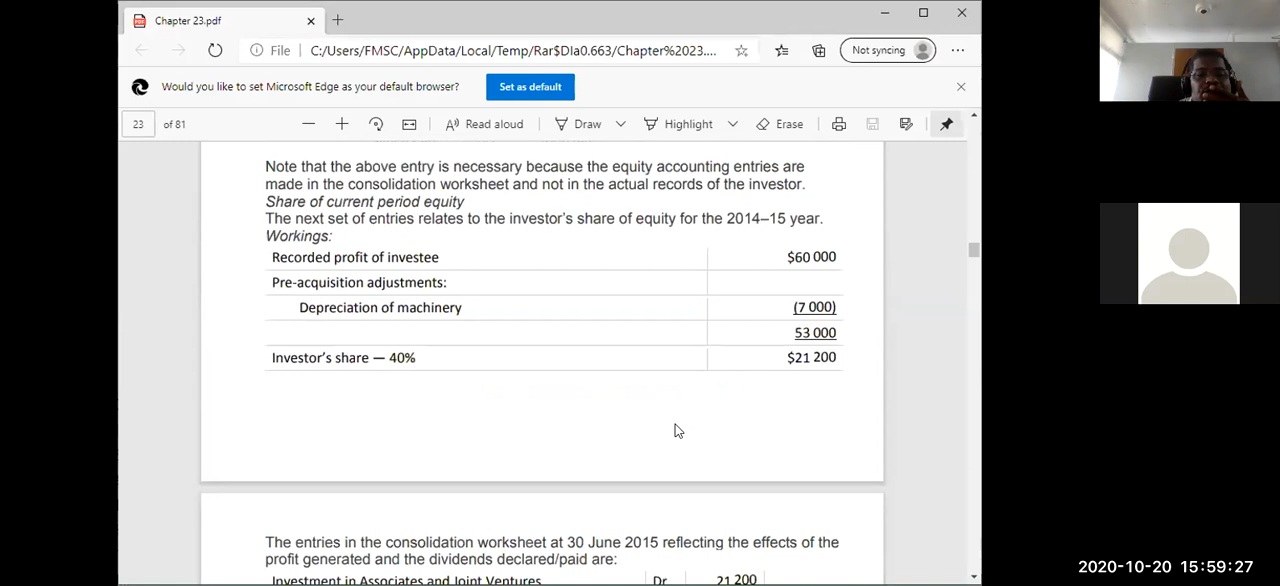 Chapter 23.pdf
File C:/Users/FMSC/AppData/Local/Temp/Rar$DIa0.663/Chapter%2023.... Not syncing
Would you like to set Microsoft Edge as your default browser? Set as default
23 of 81 Read aloud Draw Highlight Erase
Note that the above entry is necessary because the equity accounting entries are
made in the consolidation worksheet and not in the actual records of the investor.
Share of current period equity
The next set of entries relates to the investor's share of equity for the 2014–15 year.
Workings:
Recorded profit of investee $60 000
Pre-acquisition adjustments:
Depreciation of machinery (7 000)
53 000
Investor's share — 40% $21 200
The entries in the consolidation worksheet at 30 June 2015 reflecting the effects of the
profit generated and the dividends declared/paid are:
Investment in Associates and Joint Ventures Dr 21 200
2020-10-20 15:59:27